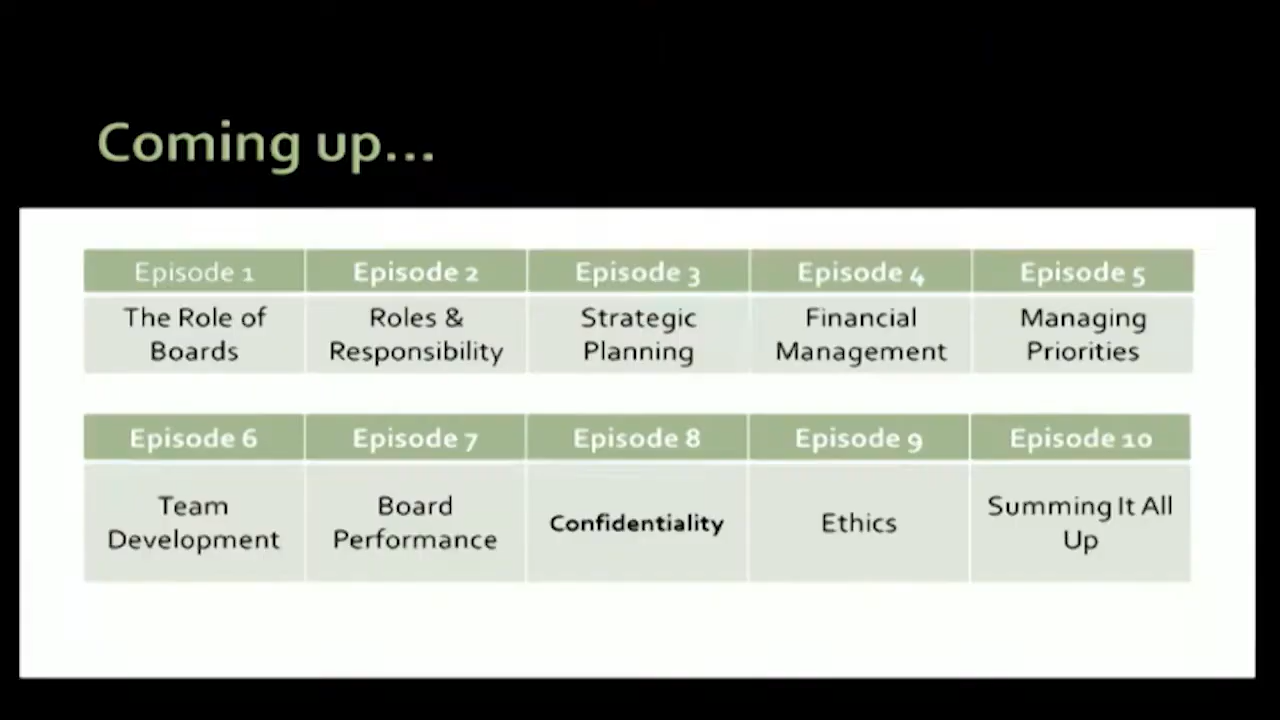 Coming up...
Episode 1 Episode 2 Episode 3 Episode 4 Episode 5
The Role of Roles & Strategic Financial Managing
Boards Responsibility Planning Management Priorities
Episode 6 Episode 7 Episode 8 Episode 9 Episode 10
Team Board Confidentiality Ethics Summing It All
Development Performance Up